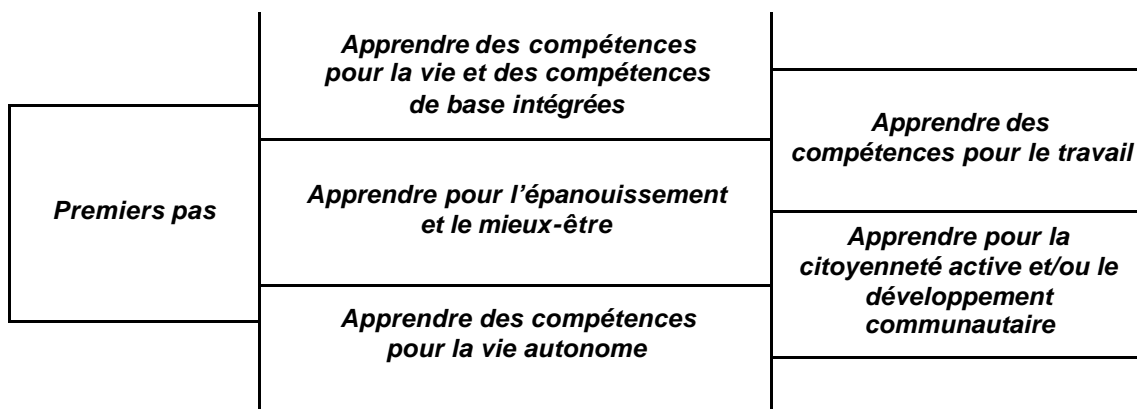 Premiers pas
Apprendre des compétences
pour la vie et des compétences
de base intégrées
Apprendre pour l'épanouissement
et le mieux-être
Apprendre des compétences
pour la vie autonome
Apprendre des
compétences pour le travail
Apprendre pour la
citoyenneté active et/ou le
développement
communautaire